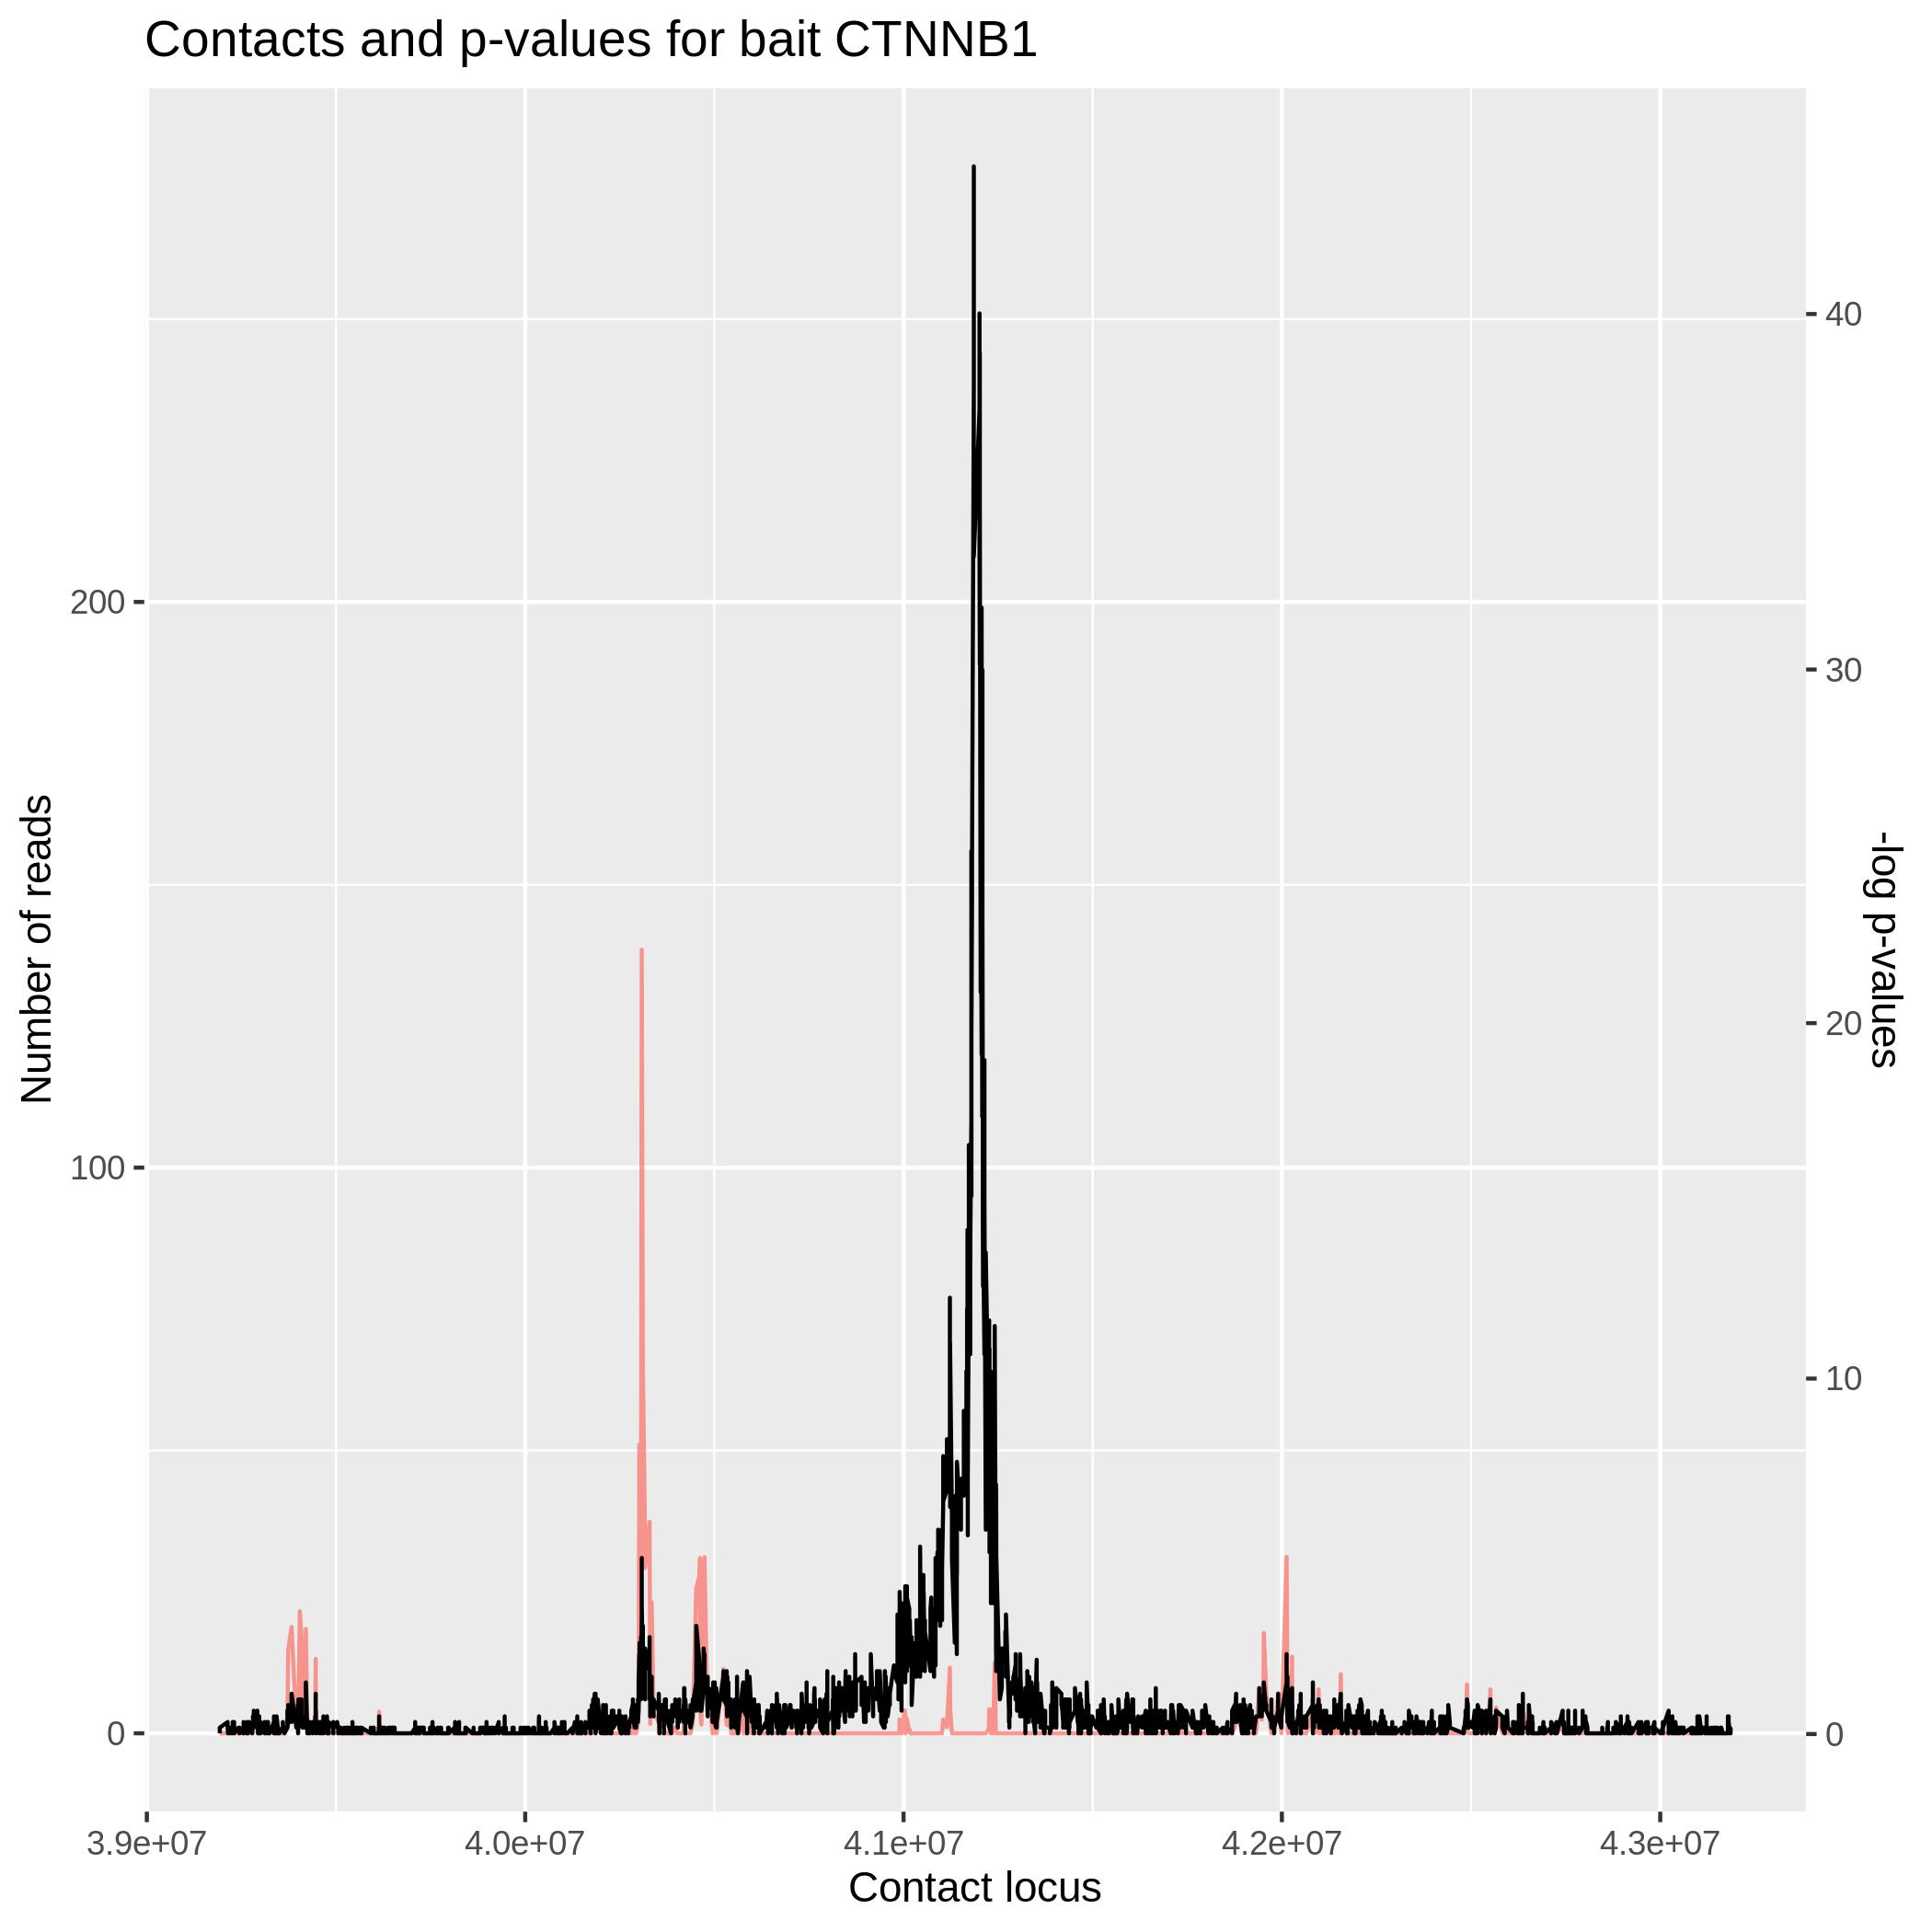 Contacts and p-values for bait CTNNB1
Number of reads
200
100
0
40
30
20
10
0
-log p-values
3.9e+07
4.0e+07
4.1e+07
4.2e+07
4.3e+07
Contact locus